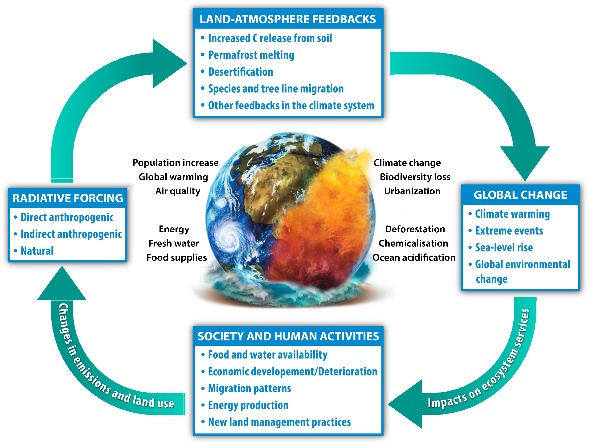 LAND-ATMOSPHERE FEEDBACKS
• Increased C release from soil
• Permafrost melting
• Desertification
• Species and tree line migration
• Other feedbacks in the climate system
Population increase
Global warming
Air quality
Climate change
Biodiversity loss
Urbanization
RADIATIVE FORCING
• Direct anthropogenic
• Indirect anthropogenic
• Natural
GLOBAL CHANGE
• Climate warming
• Extreme events
• Sea-level rise
• Global environmental
change
Energy
Fresh water
Food supplies
Deforestation
Chemicalisation
Ocean acidification
Changes in emissions and land use
SOCIETY AND HUMAN ACTIVITIES
• Food and water availability
• Economic developement/Deterioration
• Migration patterns
• Energy production
• New land management practices
Impacts on ecosystem services